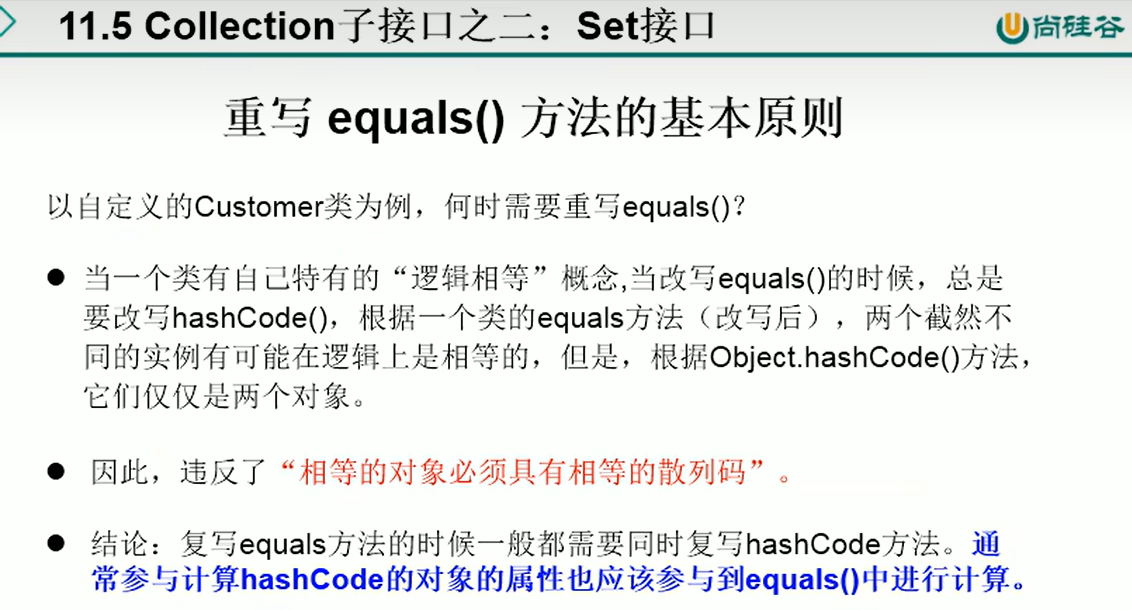 11.5 Collection子接口之二：Set接口
尚硅谷
重写 equals() 方法的基本原则
以自定义的Customer类为例，何时需要重写equals()？
● 当一个类有自己特有的“逻辑相等”概念,当改写equals()的时候，总是
要改写hashCode()，根据一个类的equals方法（改写后），两个截然不
同的实例有可能在逻辑上是相等的，但是，根据Object.hashCode()方法，
它们仅仅是两个对象。
● 因此，违反了“相等的对象必须具有相等的散列码”。
● 结论：复写equals方法的时候一般都需要同时复写hashCode方法。通
常参与计算hashCode的对象的属性也应该参与到equals()中进行计算。